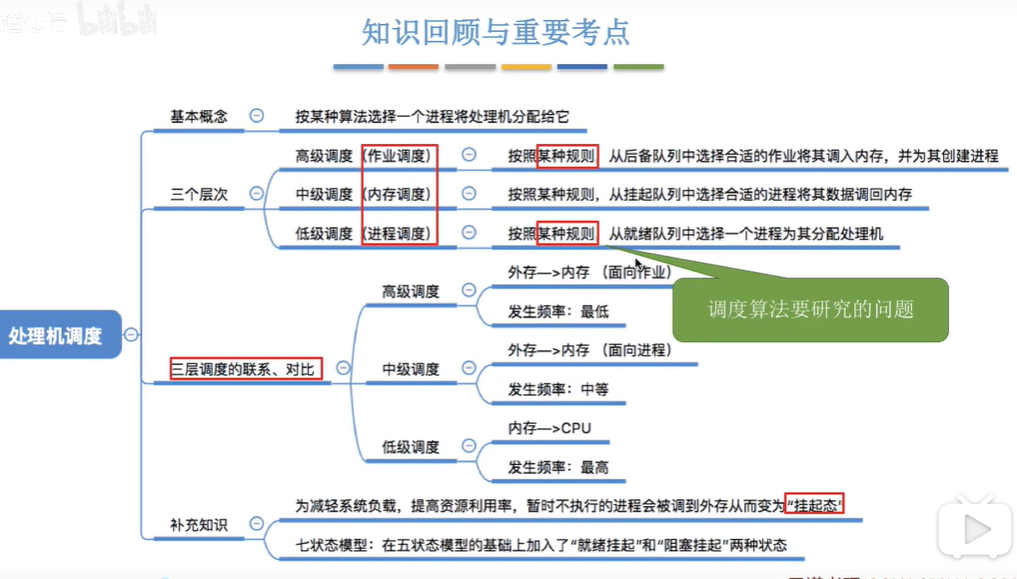 bilibili
知识回顾与重要考点
基本概念
按某种算法选择一个进程将处理机分配给它
三个层次
高级调度（作业调度）
按照某种规则，从后备队列中选择合适的作业将其调入内存，并为其创建进程
中级调度（内存调度）
按照某种规则，从挂起队列中选择合适的进程将其数据调回内存
低级调度（进程调度）
按照某种规则，从就绪队列中选择一个进程为其分配处理机
调度算法要研究的问题
处理机调度
三层调度的联系、对比
高级调度
外存—>内存 （面向作业）
发生频率：最低
中级调度
外存—>内存 （面向进程）
发生频率：中等
低级调度
内存—>CPU
发生频率：最高
补充知识
为减轻系统负载，提高资源利用率，暂时不执行的进程会被调到外存从而变为“挂起态”
七状态模型：在五状态模型的基础上加入了“就绪挂起”和“阻塞挂起”两种状态